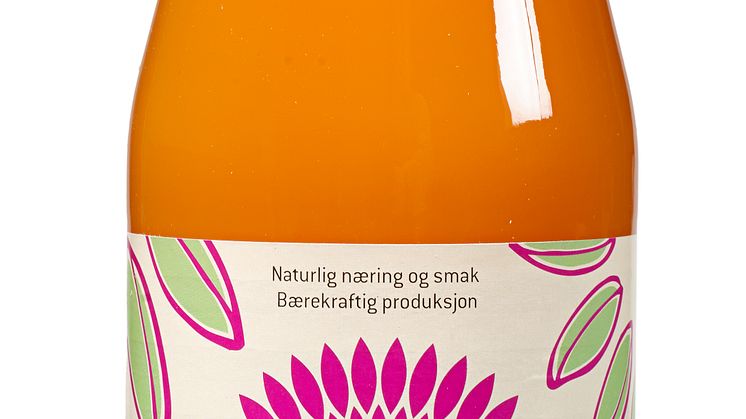 Naturlig næring og smak
Bærekraftig produksjon